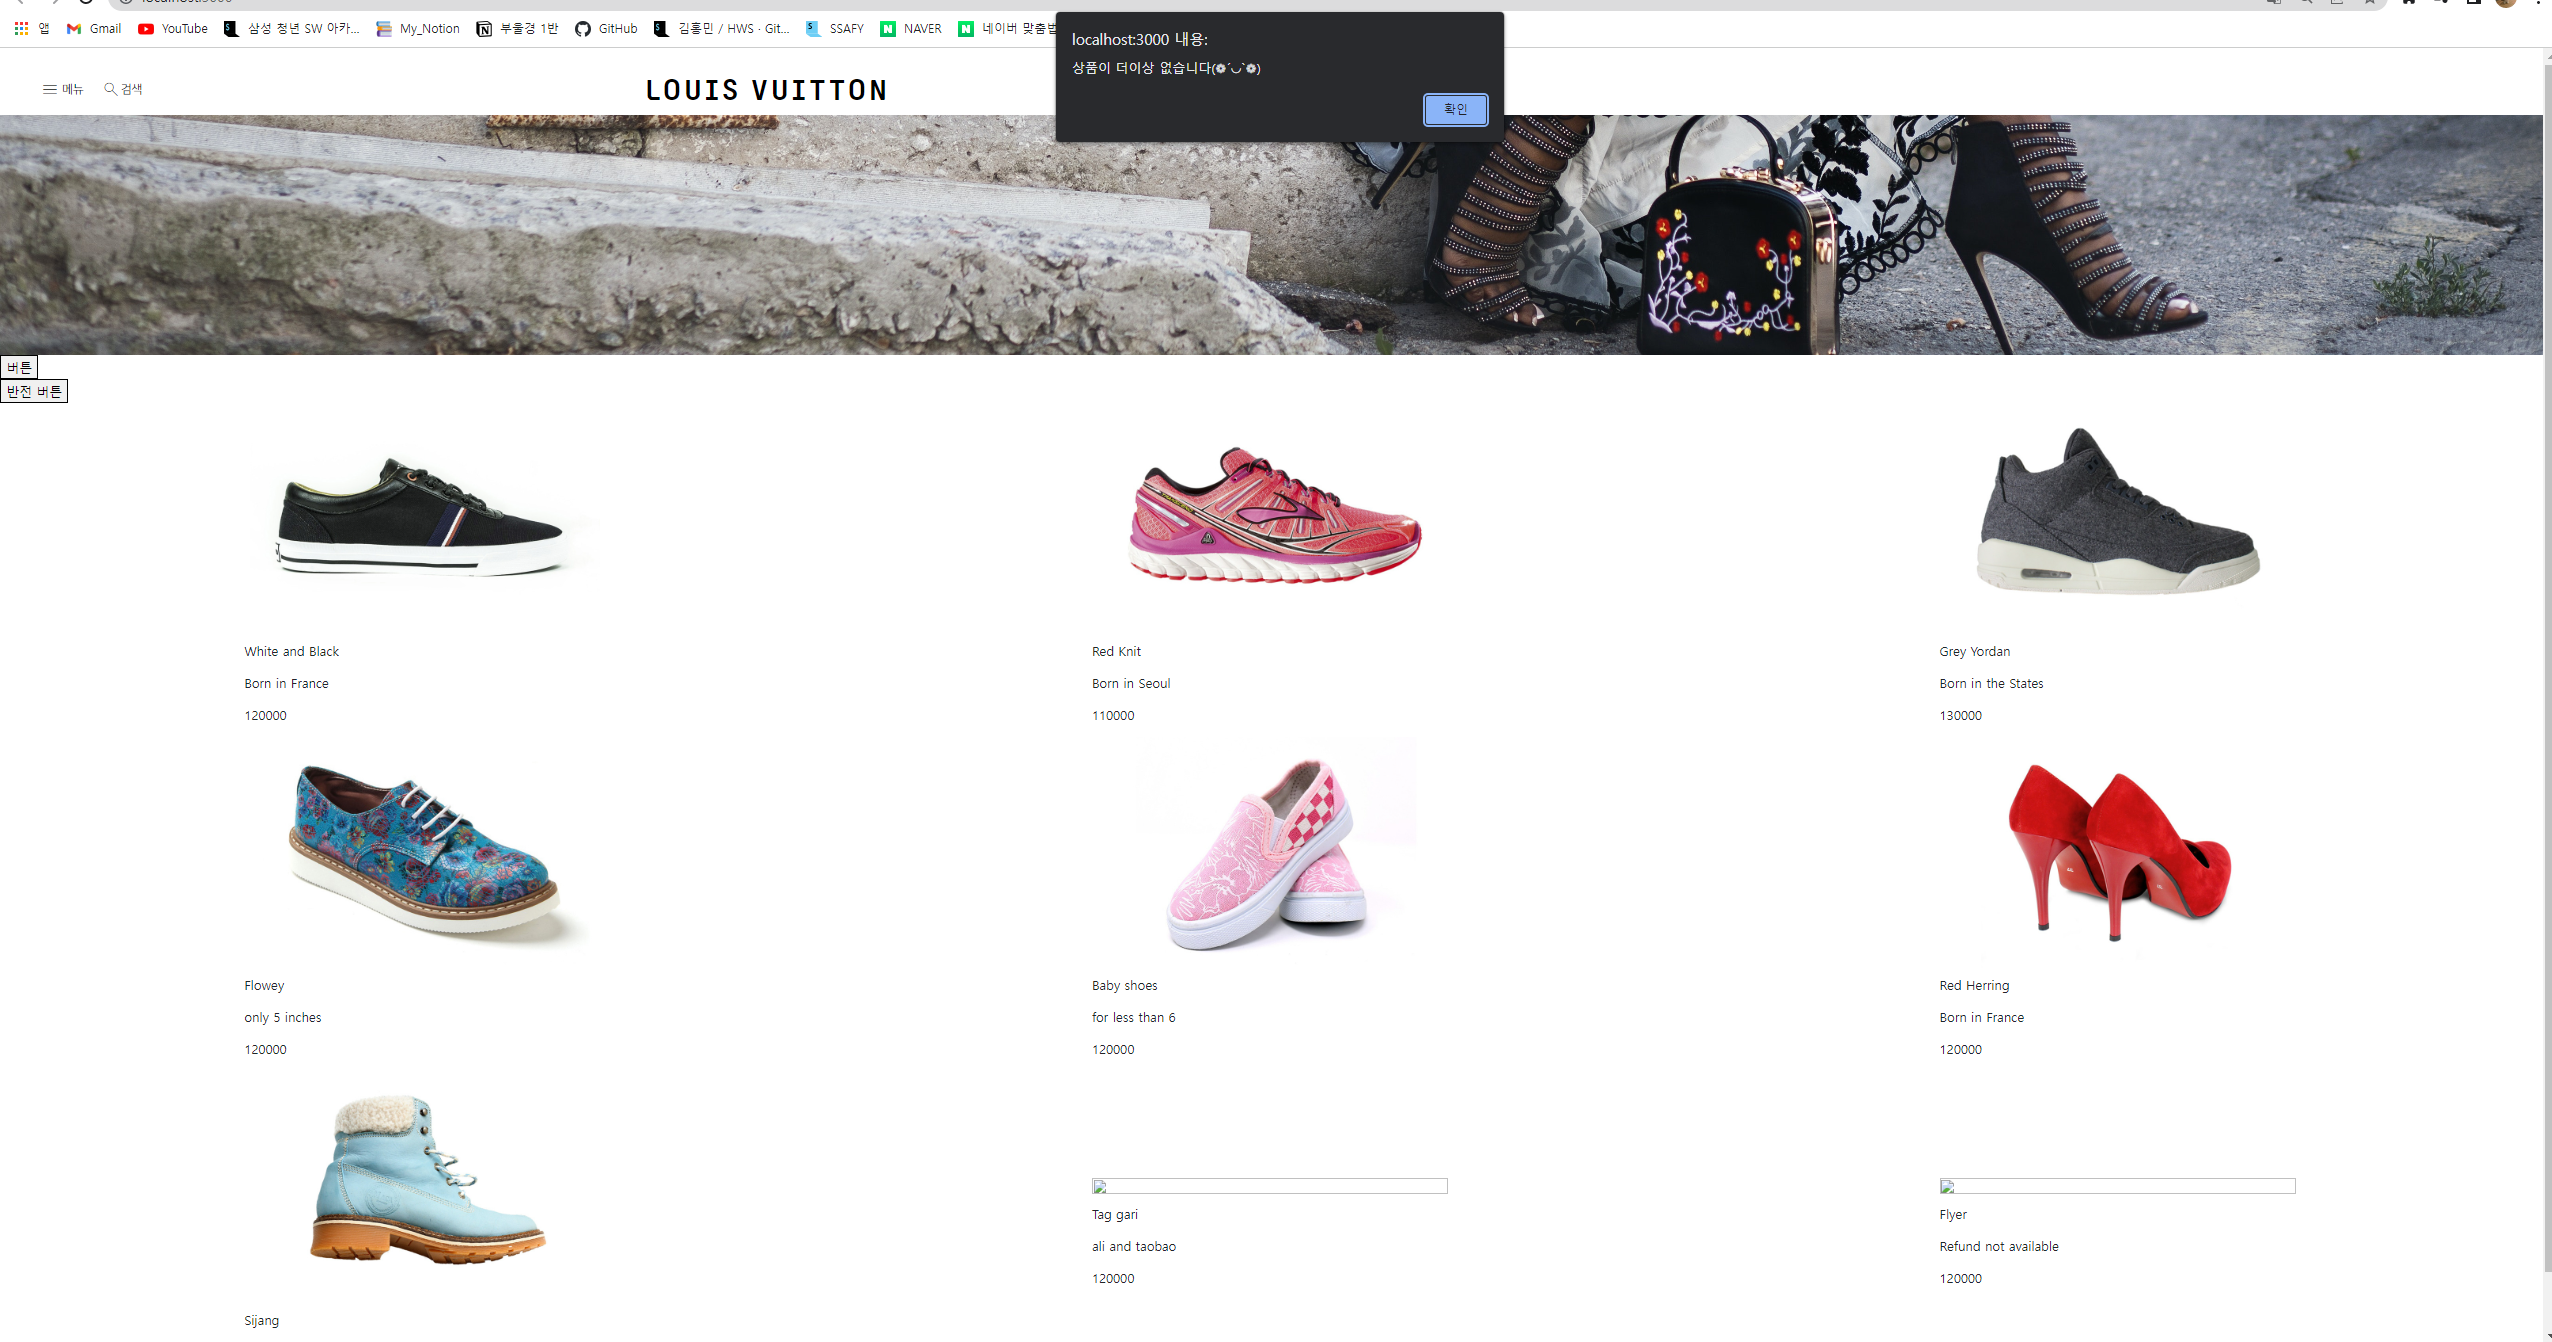 앱 Gmail YouTube 삼성 청년 SW 아카... My_Notion 부울경 1반 GitHub 김홍민 / HWS · Git... SSAFY NAVER 네이버 맞춤법
localhost:3000 내용:
상품이 더이상 없습니다(❁´◡`❁)
확인
메뉴 검색
LOUIS VUITTON
버튼
반전 버튼
White and Black Red Knit Grey Yordan
Born in France Born in Seoul Born in the States
120000 110000 130000
Flowey Baby shoes Red Herring
only 5 inches for less than 6 Born in France
120000 120000 120000
Tag gari Flyer
ali and taobao Refund not available
120000 120000
Sijang